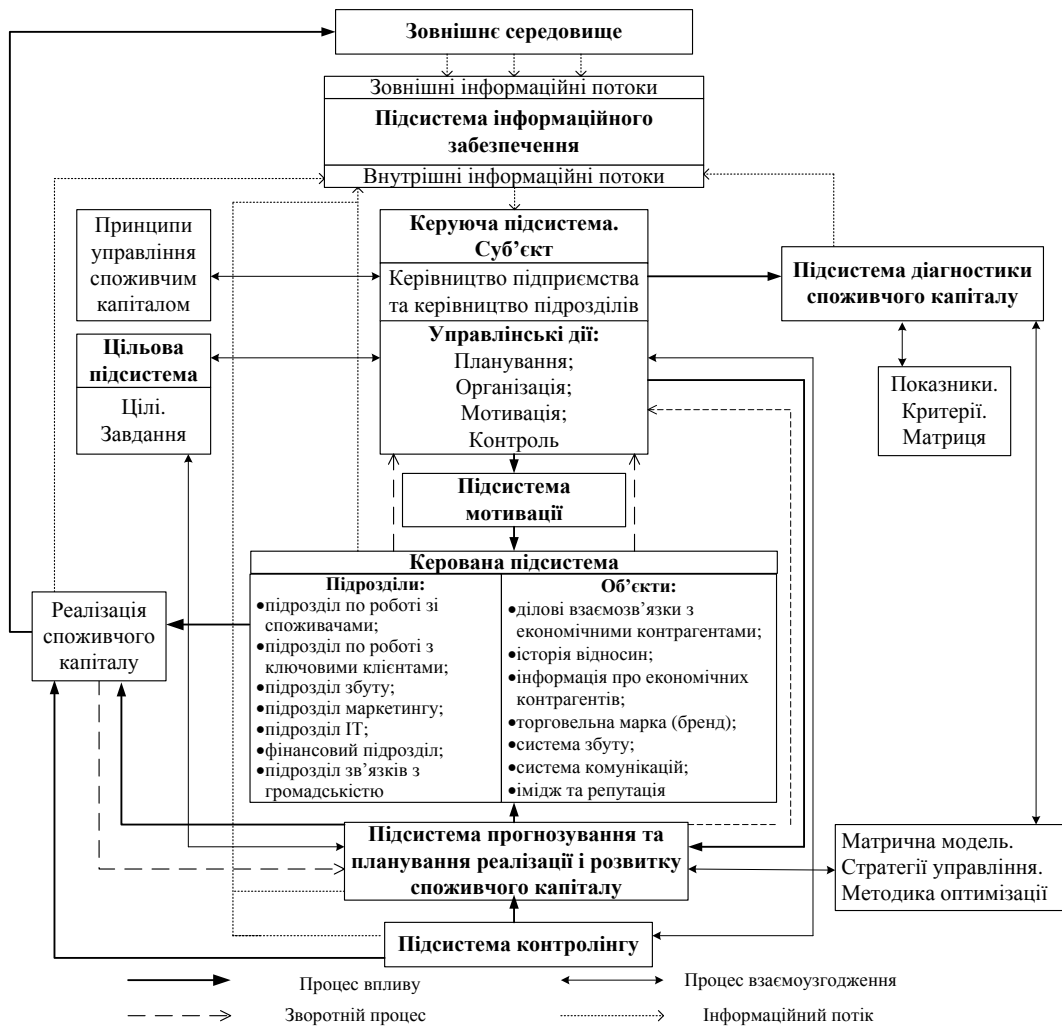 Зовнішнє середовище
Зовнішні інформаційні потоки
Підсистема інформаційного
забезпечення
Внутрішні інформаційні потоки
Принципи
управління
споживчим
капіталом
Керуюча підсистема.
Суб’єкт
Керівництво підприємства
та керівництво підрозділів
Управлінські дії:
Планування;
Організація;
Мотивація;
Контроль
Підсистема діагностики
споживчого капіталу
Цільова
підсистема
Цілі.
Завдання
Показники.
Критерії.
Матриця
Підсистема
мотивації
Керована підсистема
Підрозділи:
•підрозділ по роботі зі
споживачами;
•підрозділ по роботі з
ключовими клієнтами;
•підрозділ збуту;
•підрозділ маркетингу;
•підрозділ ІТ;
•фінансовий підрозділ;
•підрозділ зв’язків з
громадськістю
Об’єкти:
•ділові взаємозв’язки з
економічними контрагентами;
•історія відносин;
•інформація про економічних
контрагентів;
•торговельна марка (бренд);
•система збуту;
•система комунікацій;
•імідж та репутація
Реалізація
споживчого
капіталу
Підсистема прогнозування та
планування реалізації і розвитку
споживчого капіталу
Матрична модель.
Стратегії управління.
Методика оптимізації
Підсистема контролінгу
Процес впливу
Процес взаємоузгодження
Зворотній процес
Інформаційний потік